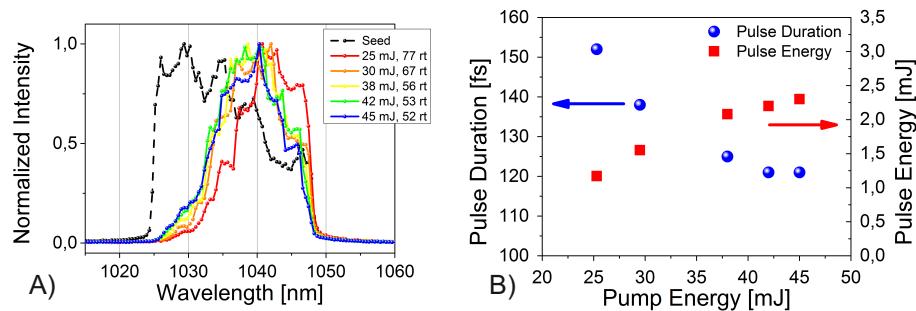 Normalized Intensity
1.0
0.5
0,0
1020
1030
1040
1050
1060
Wavelength [nm]
A)
Seed
25 mJ, 77 rt
30 mJ, 67 rt
38 mJ, 56 rt
42 mJ, 53 rt
45 mJ, 52 rt
Pulse Duration [fs]
160
150
140
130
120
110
100
20
25
30
35
40
45
50
Pump Energy [mJ]
B)
Pulse Duration
Pulse Energy
3,5
3,0
2,5
2,0
1,5
1,0
0,5
0,0
Pulse Energy [mJ]